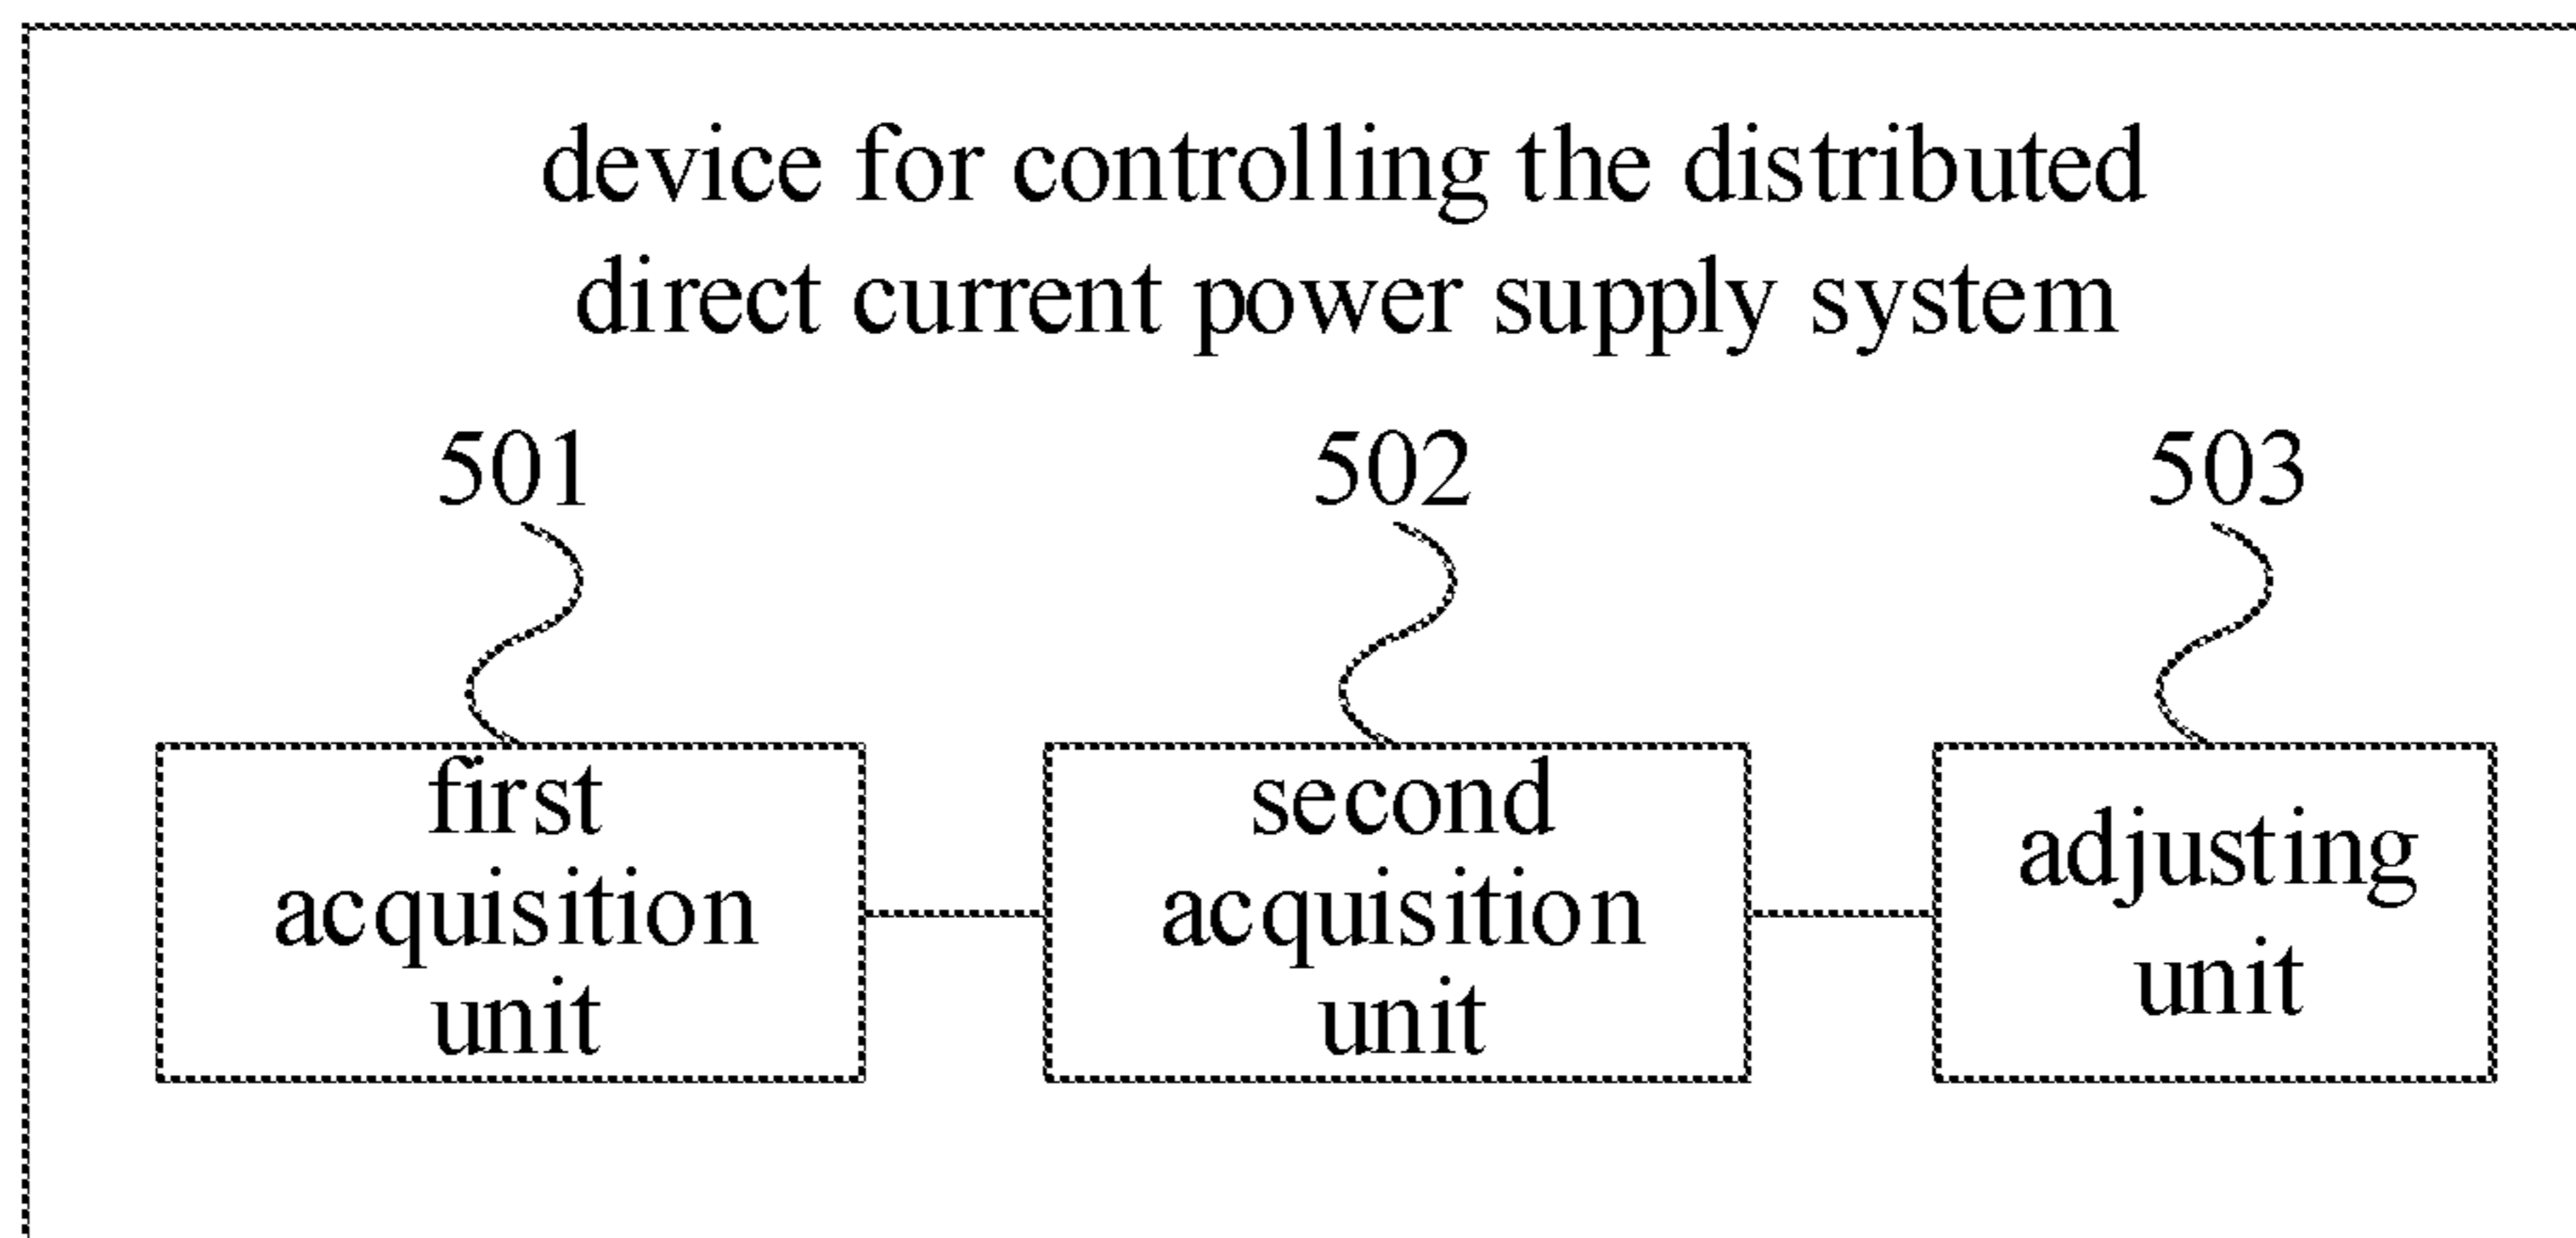 device for controlling the distributed
direct current power supply system
501
502
503
first
acquisition
unit
second
acquisition
unit
adjusting
unit